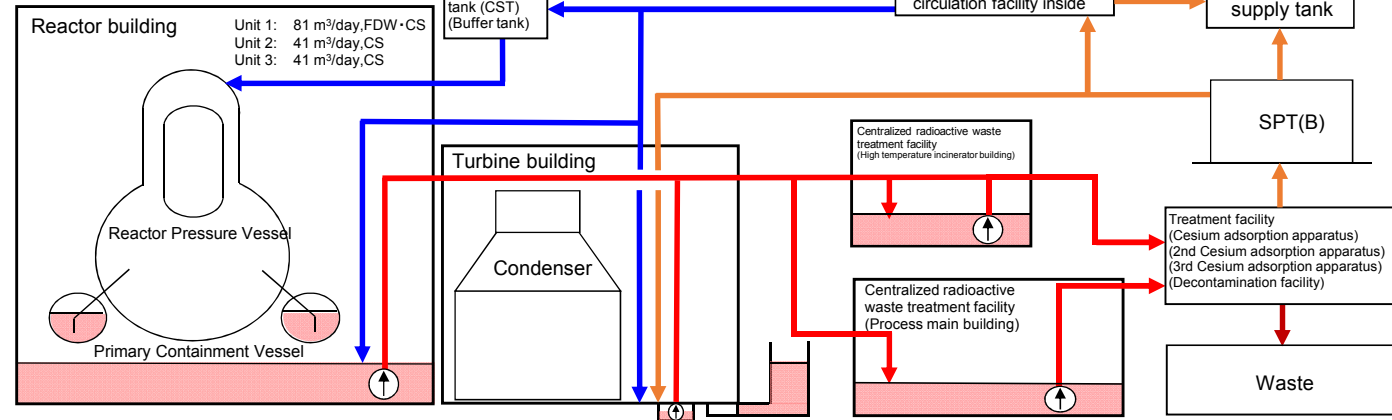 tank (CST)
(Buffer tank)
circulation facility inside
supply tank
Reactor building
Unit 1: 81 m³/day,FDW・CS
Unit 2: 41 m³/day,CS
Unit 3: 41 m³/day,CS
SPT(B)
Centralized radioactive waste
treatment facility
(High temperature incinerator building)
Turbine building
Reactor Pressure Vessel
Condenser
Treatment facility
(Cesium adsorption apparatus)
(2nd Cesium adsorption apparatus)
(3rd Cesium adsorption apparatus)
(Decontamination facility)
Centralized radioactive
waste treatment facility
(Process main building)
Primary Containment Vessel
Waste